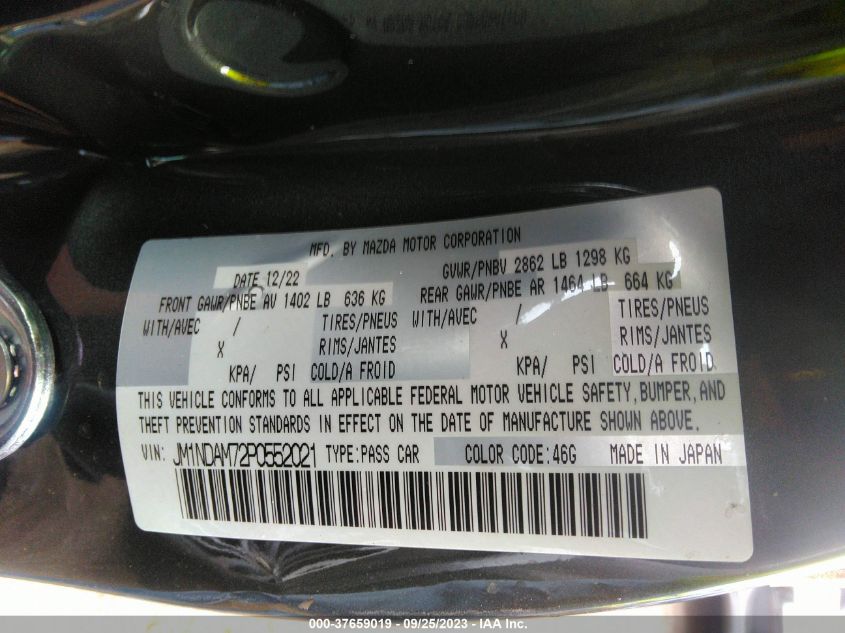 MFD. BY MAZDA MOTOR CORPORATION
DATE 12/22
GVWR/PNBV 2862 LB 1298 KG
FRONT GAWR/PNBE AV 1402 LB 636 KG
REAR GAWR/PNBE AR 1464 LB 664 KG
WITH/AVEC / TIRES/PNEUS WITH/AVEC / TIRES/PNEUS
X RIMS/JANTES X RIMS/JANTES
KPA/ PSI COLD/A FROID KPA/ PSI COLD/A FROID
THIS VEHICLE CONFORMS TO ALL APPLICABLE FEDERAL MOTOR VEHICLE SAFETY,BUMPER,AND
THEFT PREVENTION STANDARDS IN EFFECT ON THE DATE OF MANUFACTURE SHOWN ABOVE.
VIN: JM1NDAM72P0552021 TYPE:PASS CAR COLOR CODE:46G MADE IN JAPAN
000-37659019 - 09/25/2023 - IAA Inc.